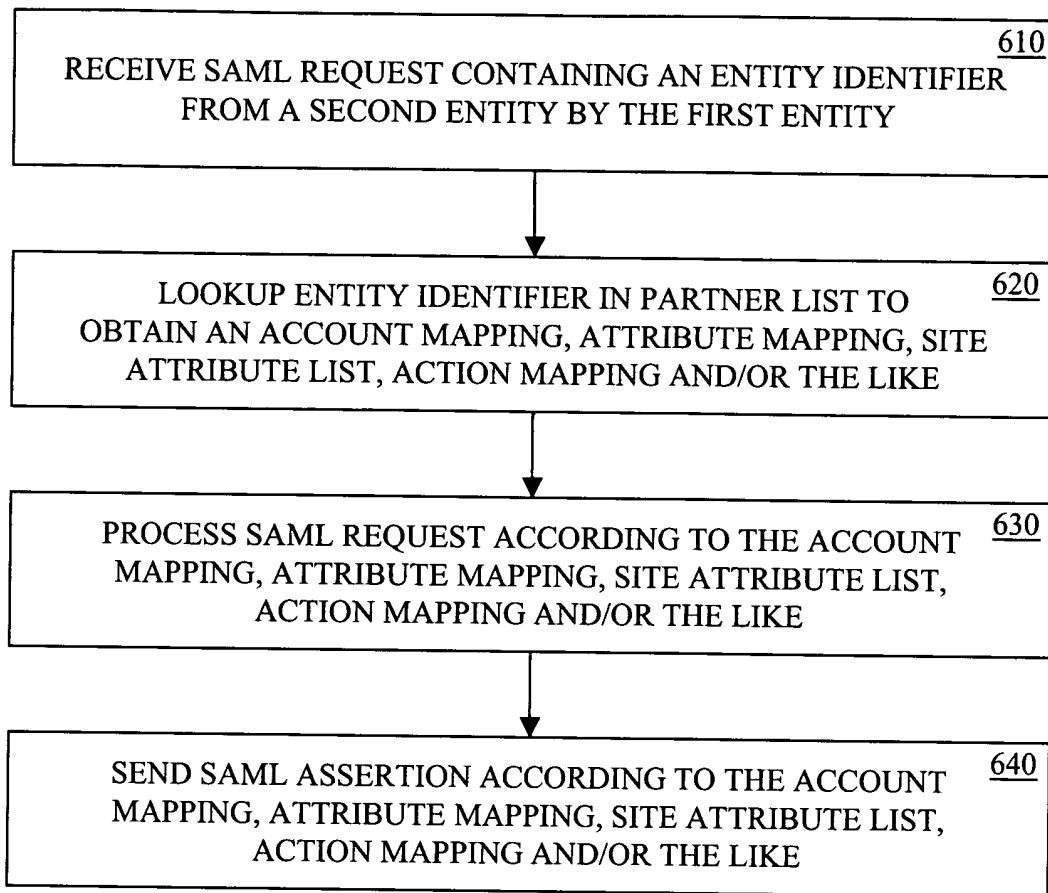 610
RECEIVE SAML REQUEST CONTAINING AN ENTITY IDENTIFIER
FROM A SECOND ENTITY BY THE FIRST ENTITY
620
LOOKUP ENTITY IDENTIFIER IN PARTNER LIST TO
OBTAIN AN ACCOUNT MAPPING, ATTRIBUTE MAPPING, SITE
ATTRIBUTE LIST, ACTION MAPPING AND/OR THE LIKE
630
PROCESS SAML REQUEST ACCORDING TO THE ACCOUNT
MAPPING, ATTRIBUTE MAPPING, SITE ATTRIBUTE LIST,
ACTION MAPPING AND/OR THE LIKE
640
SEND SAML ASSERTION ACCORDING TO THE ACCOUNT
MAPPING, ATTRIBUTE MAPPING, SITE ATTRIBUTE LIST,
ACTION MAPPING AND/OR THE LIKE